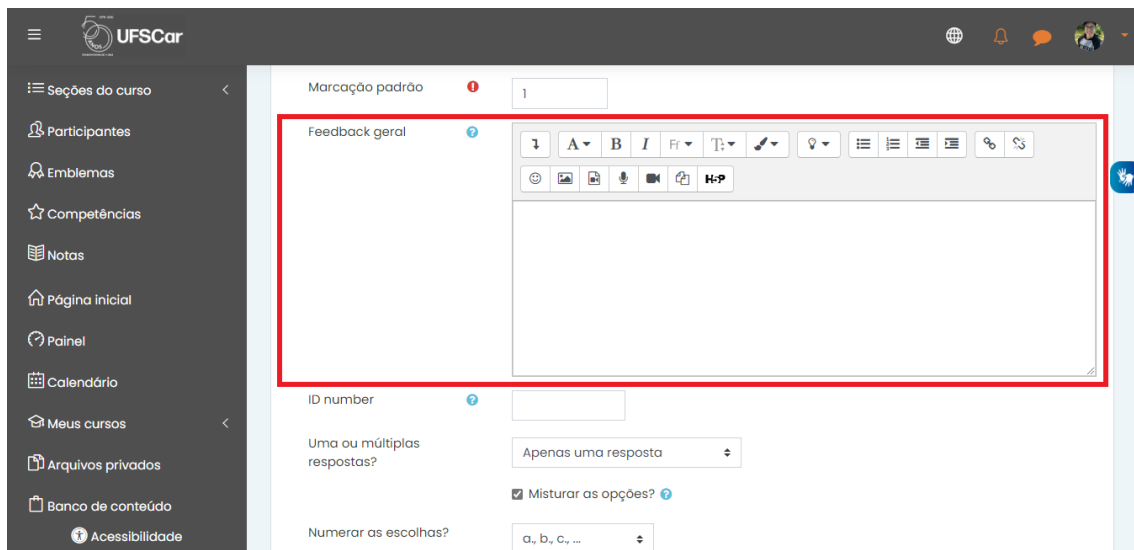 UFSCar
Seções do curso
Participantes
Emblemas
Competências
Notas
Página inicial
Painel
Calendário
Meus cursos
Arquivos privados
Banco de conteúdo
Acessibilidade
Marcação padrão
1
Feedback geral
A B I Ff T
H-P
ID number
Uma ou múltiplas
respostas?
Apenas uma resposta
Misturar as opções?
Numerar as escolhas?
a., b., c., ...